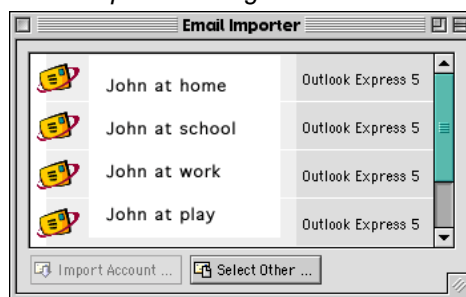 Email Importer
John at home Outlook Express 5
John at school Outlook Express 5
John at work Outlook Express 5
John at play Outlook Express 5
Import Account ... Select Other ...